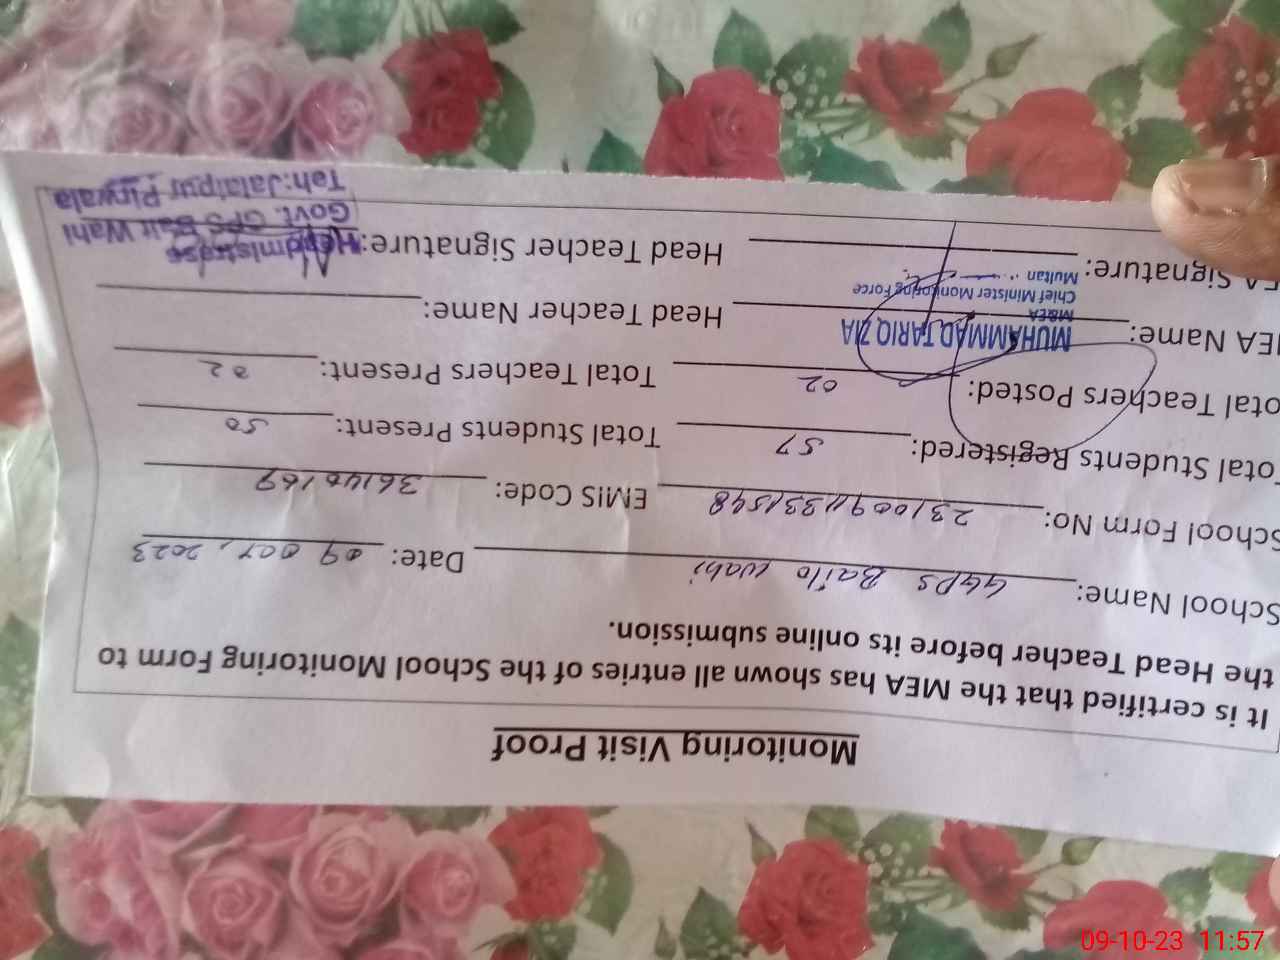 Monitoring Visit Proof
It is certified that the MEA has shown all entries of the School Monitoring Form to
the Head Teacher before its online submission.
School Name: GGPS Baito Wahi Date: 09 OCT, 2023
School Form No: 23100911331598 EMIS Code: 36140169
Total Students Registered: 57 Total Students Present: 50
Total Teachers Posted: 02 Total Teachers Present: 02
MEA Name: MUHAMMAD TARIQ ZIA Head Teacher Name:
M&EA
Chief Minister Monitoring Force
Multan
EA Signature: Head Teacher Signature: Headmistress
Govt. GPS Bait Wahi
Teh: Jalalpur Pirwala
09-10-23 11:57